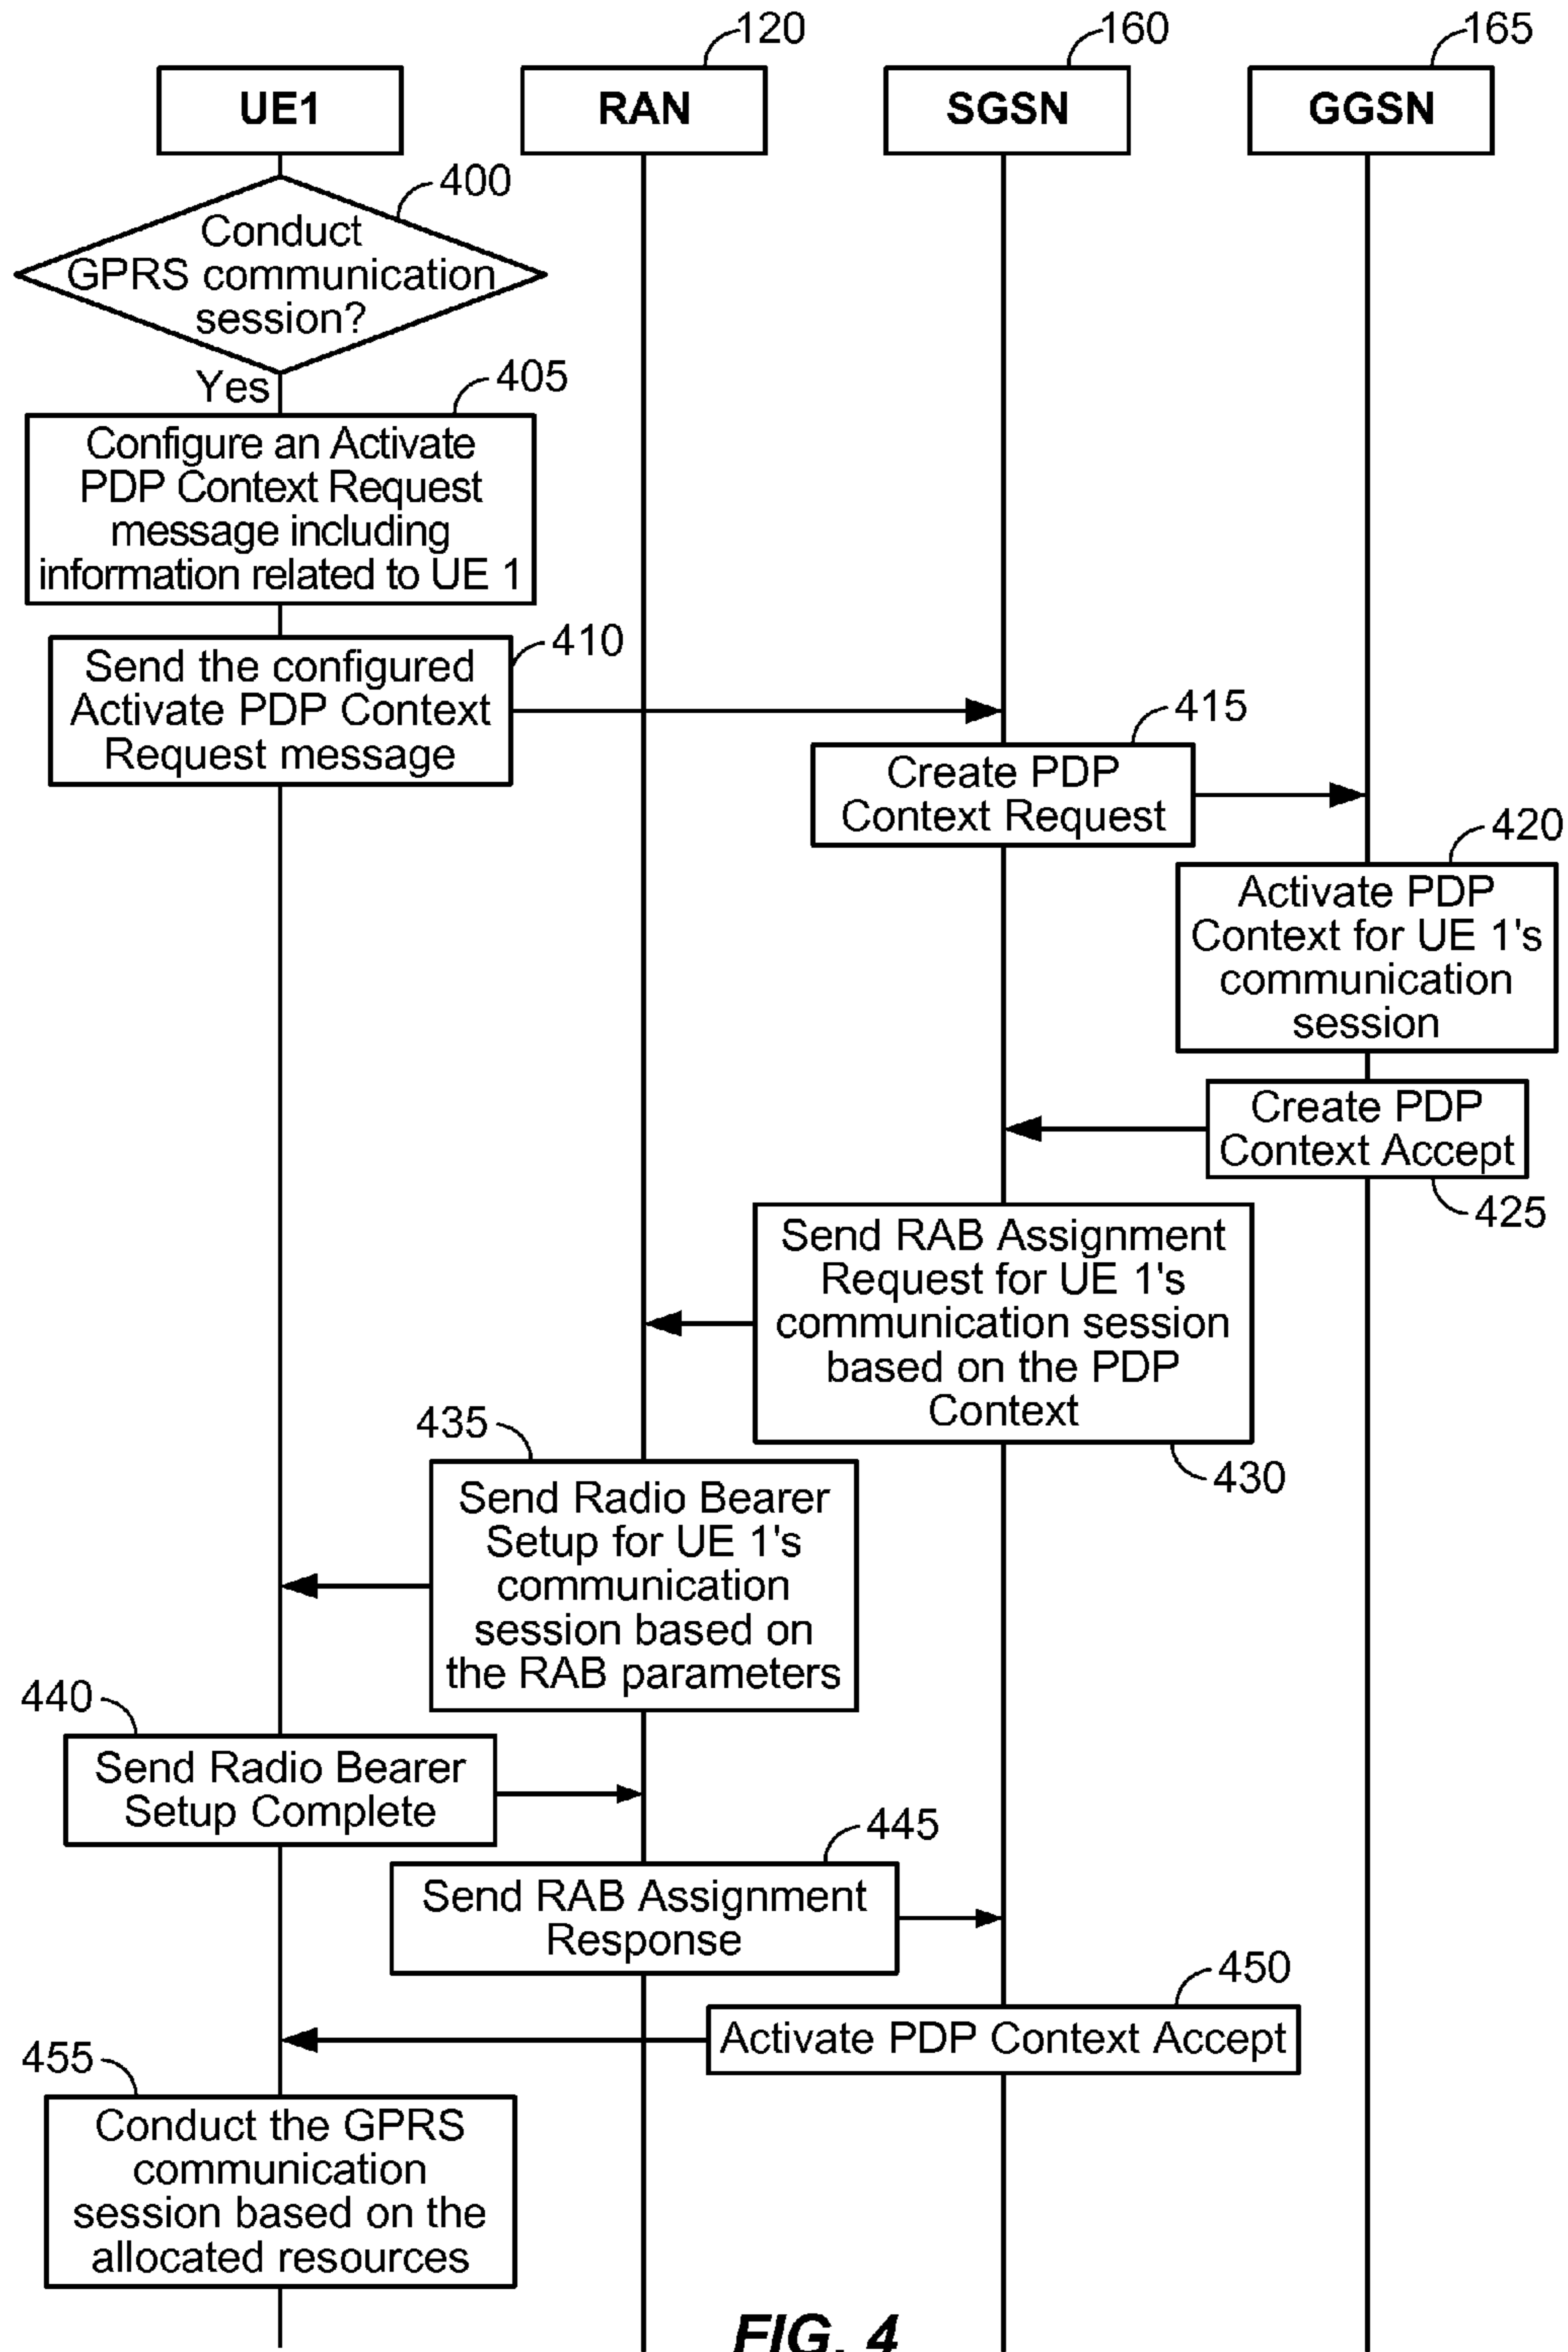 120
160
165
UE1
RAN
SGSN
GGSN
400
Conduct
GPRS communication
session?
Yes
405
Configure an Activate
PDP Context Request
message including
information related to UE 1
410
Send the configured
Activate PDP Context
Request message
415
Create PDP
Context Request
420
Activate PDP
Context for UE 1's
communication
session
Create PDP
Context Accept
425
Send RAB Assignment
Request for UE 1's
communication session
based on the PDP
Context
430
435
Send Radio Bearer
Setup for UE 1's
communication
session based on
the RAB parameters
440
Send Radio Bearer
Setup Complete
445
Send RAB Assignment
Response
450
Activate PDP Context Accept
455
Conduct the GPRS
communication
session based on the
allocated resources
FIG. 4